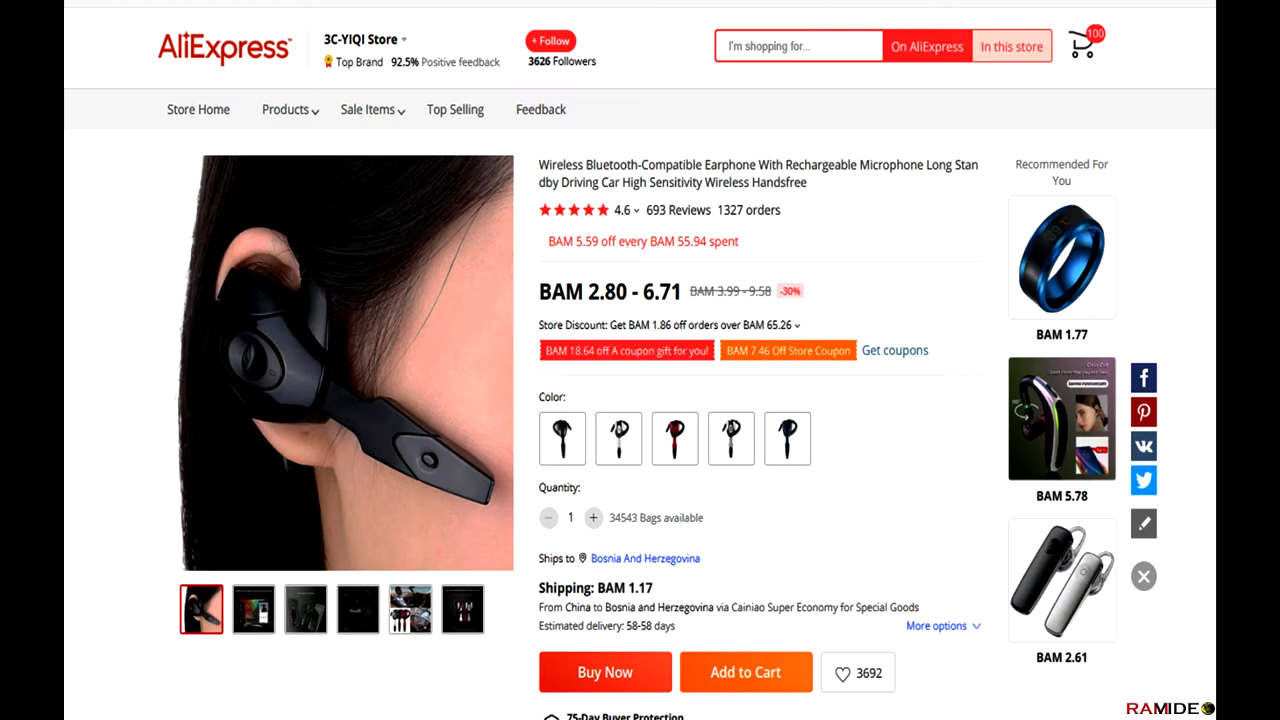 AliExpress
3C-YIQI Store
Top Brand 92.5% Positive feedback
+ Follow
3626 Followers
I'm shopping for...
On AliExpress
In this store
100
Store Home
Products
Sale Items
Top Selling
Feedback
Wireless Bluetooth-Compatible Earphone With Rechargeable Microphone Long Stan
dby Driving Car High Sensitivity Wireless Handsfree
4.6 693 Reviews 1327 orders
BAM 5.59 off every BAM 55.94 spent
BAM 2.80 - 6.71 BAM 3.99 - 9.58 -30%
Store Discount: Get BAM 1.86 off orders over BAM 65.26
BAM 18.64 off A coupon gift for you! BAM 7.46 Off Store Coupon Get coupons
Color:
Quantity:
1 34543 Bags available
Ships to Bosnia And Herzegovina
Shipping: BAM 1.17
From China to Bosnia and Herzegovina via Cainiao Super Economy for Special Goods
Estimated delivery: 58-58 days
More options
Buy Now
Add to Cart
3692
75-Day Buyer Protection
Recommended For
You
BAM 1.77
BAM 5.78
BAM 2.61
RAMIDEO